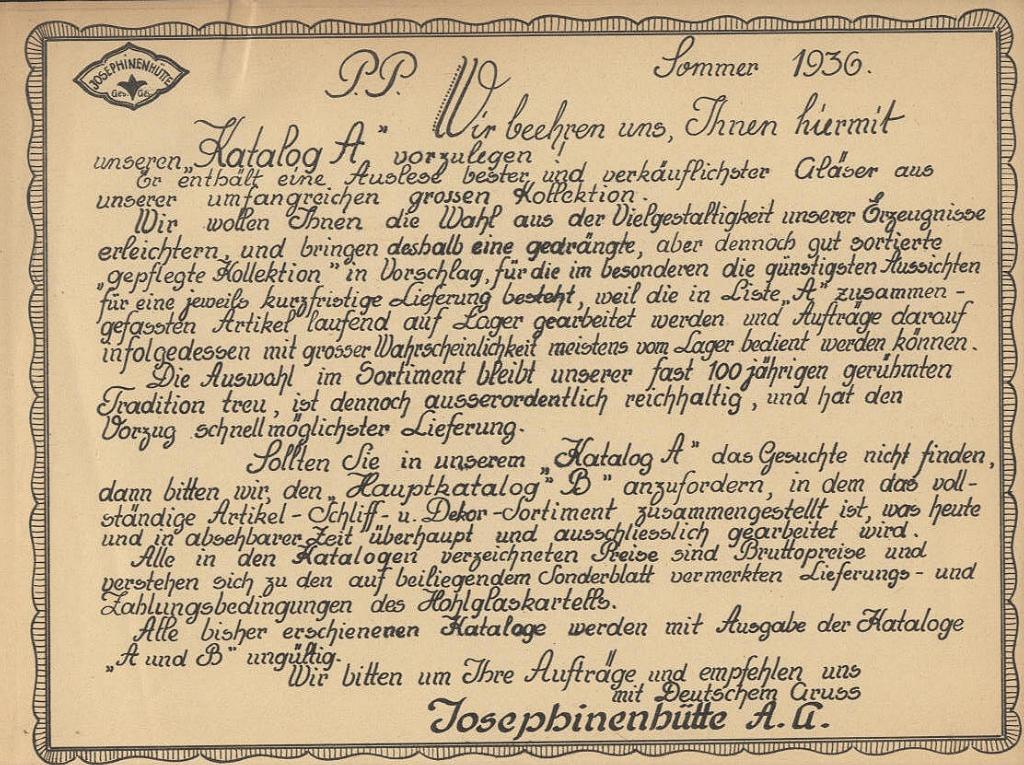 JOSEPHINENHÜTTE
Ges. Ges.
P.P.
Sommer 1936.
Wir beehren uns, Ihnen hiermit
unseren „Katalog A" vorzulegen!
Er enthält eine Auslese bester und verkäuflichster Gläser aus
unserer umfangreichen grossen Kollektion.
Wir wollen Ihnen die Wahl aus der Vielgestaltigkeit unserer Erzeugnisse
erleichtern, und bringen deshalb eine gedrängte, aber dennoch gut sortierte
„gepflegte Kollektion" in Vorschlag, für die im besonderen die günstigsten Aussichten
für eine jeweils kurzfristige Lieferung besteht, weil die in Liste „A" zusammen-
gefassten Artikel laufend auf Lager gearbeitet werden und Aufträge darauf
infolgedessen mit grosser Wahrscheinlichkeit meistens vom Lager bedient werden können.
Die Auswahl im Sortiment bleibt unserer fast 100jährigen gerühmten
Tradition treu, ist dennoch ausserordentlich reichhaltig, und hat den
Vorzug schnellmöglichster Lieferung.
Sollten Sie in unserem „Katalog A" das Gesuchte nicht finden,
dann bitten wir, den „Hauptkatalog" B" anzufordern, in dem das voll-
ständige Artikel-Schliff- u. Dekor-Sortiment zusammengestellt ist, was heute
und in absehbarer Zeit überhaupt und ausschliesslich gearbeitet wird.
Alle in den Katalogen verzeichneten Preise sind Bruttopreise und
verstehen sich zu den auf beiliegendem Sonderblatt vermerkten Lieferungs- und
Zahlungsbedingungen des Hohlglaskartells.
Alle bisher erschienenen Kataloge werden mit Ausgabe der Kataloge
„A und B" ungültig.
Wir bitten um Ihre Aufträge und empfehlen uns
mit Deutschem Gruss
Josephinenhütte A.G.